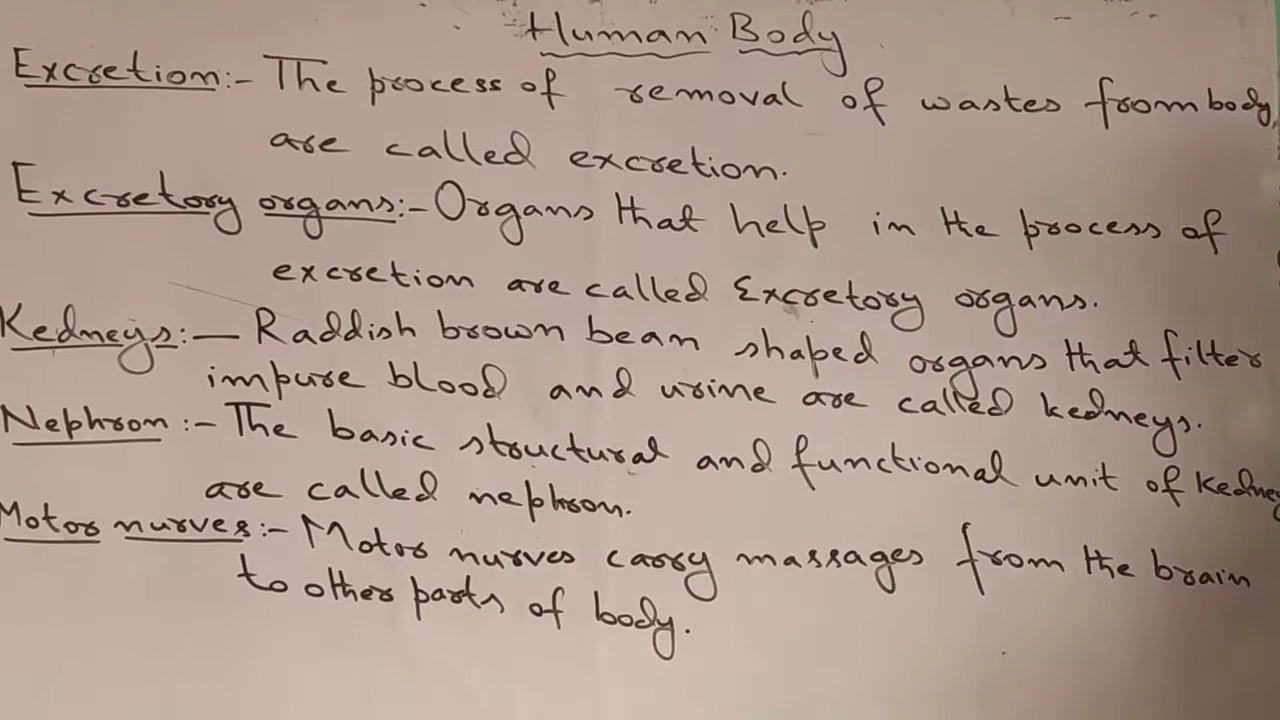 Human Body
Excretion:- The process of removal of wastes from body
are called excretion.
Excretory organs:- Organs that help in the process of
excretion are called Excretory organs.
Kedneys:- Raddish brown bean shaped organs that filter
impure blood and urine are called kedneys.
Nephron:- The basic structural and functional unit of Kedney
are called nephron.
Motor nurves:- Motor nurves carry massages from the brain
to other parts of body.